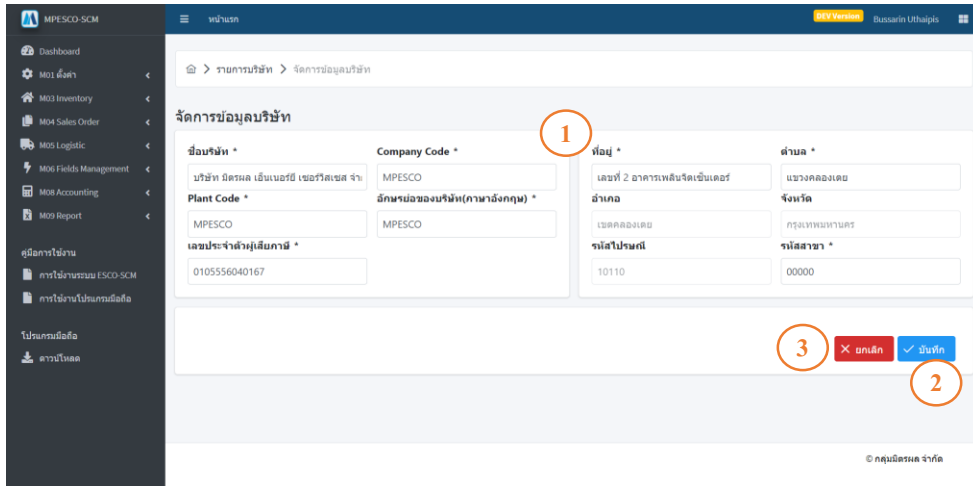 MPESCO-SCM
หน้าแรก
DEV Version
Bussarin Uthaipis
Dashboard
M01 ตั้งค่า
M03 Inventory
M04 Sales Order
M05 Logistic
M06 Fields Management
M08 Accounting
M09 Report
คู่มือการใช้งาน
การใช้งานระบบ ESCO-SCM
การใช้งานโปรแกรมมือถือ
โปรแกรมมือถือ
ดาวน์โหลด
รายการบริษัท
จัดการข้อมูลบริษัท
จัดการข้อมูลบริษัท
1
ชื่อบริษัท *
Company Code *
บริษัท มิตรผล เอ็นเนอร์ยี เซอร์วิสเซส จำ
MPESCO
Plant Code *
อักษรย่อของบริษัท(ภาษาอังกฤษ) *
MPESCO
MPESCO
เลขประจำตัวผู้เสียภาษี *
0105556040167
ที่อยู่ *
ตำบล *
เลขที่ 2 อาคารเพลินจิตเซ็นเตอร์
แขวงคลองเตย
อำเภอ
จังหวัด
เขตคลองเตย
กรุงเทพมหานคร
รหัสไปรษณี
รหัสสาขา *
10110
00000
3
ยกเลิก
บันทึก
2
© กลุ่มมิตรผล จำกัด